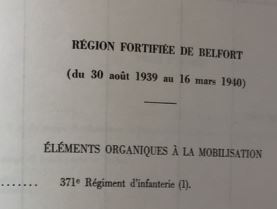 RÉGION FORTIFIÉE DE BELFORT
(du 30 août 1939 au 16 mars 1940)
ÉLÉMENTS ORGANIQUES À LA MOBILISATION
....... 371e Régiment d'infanterie (1).